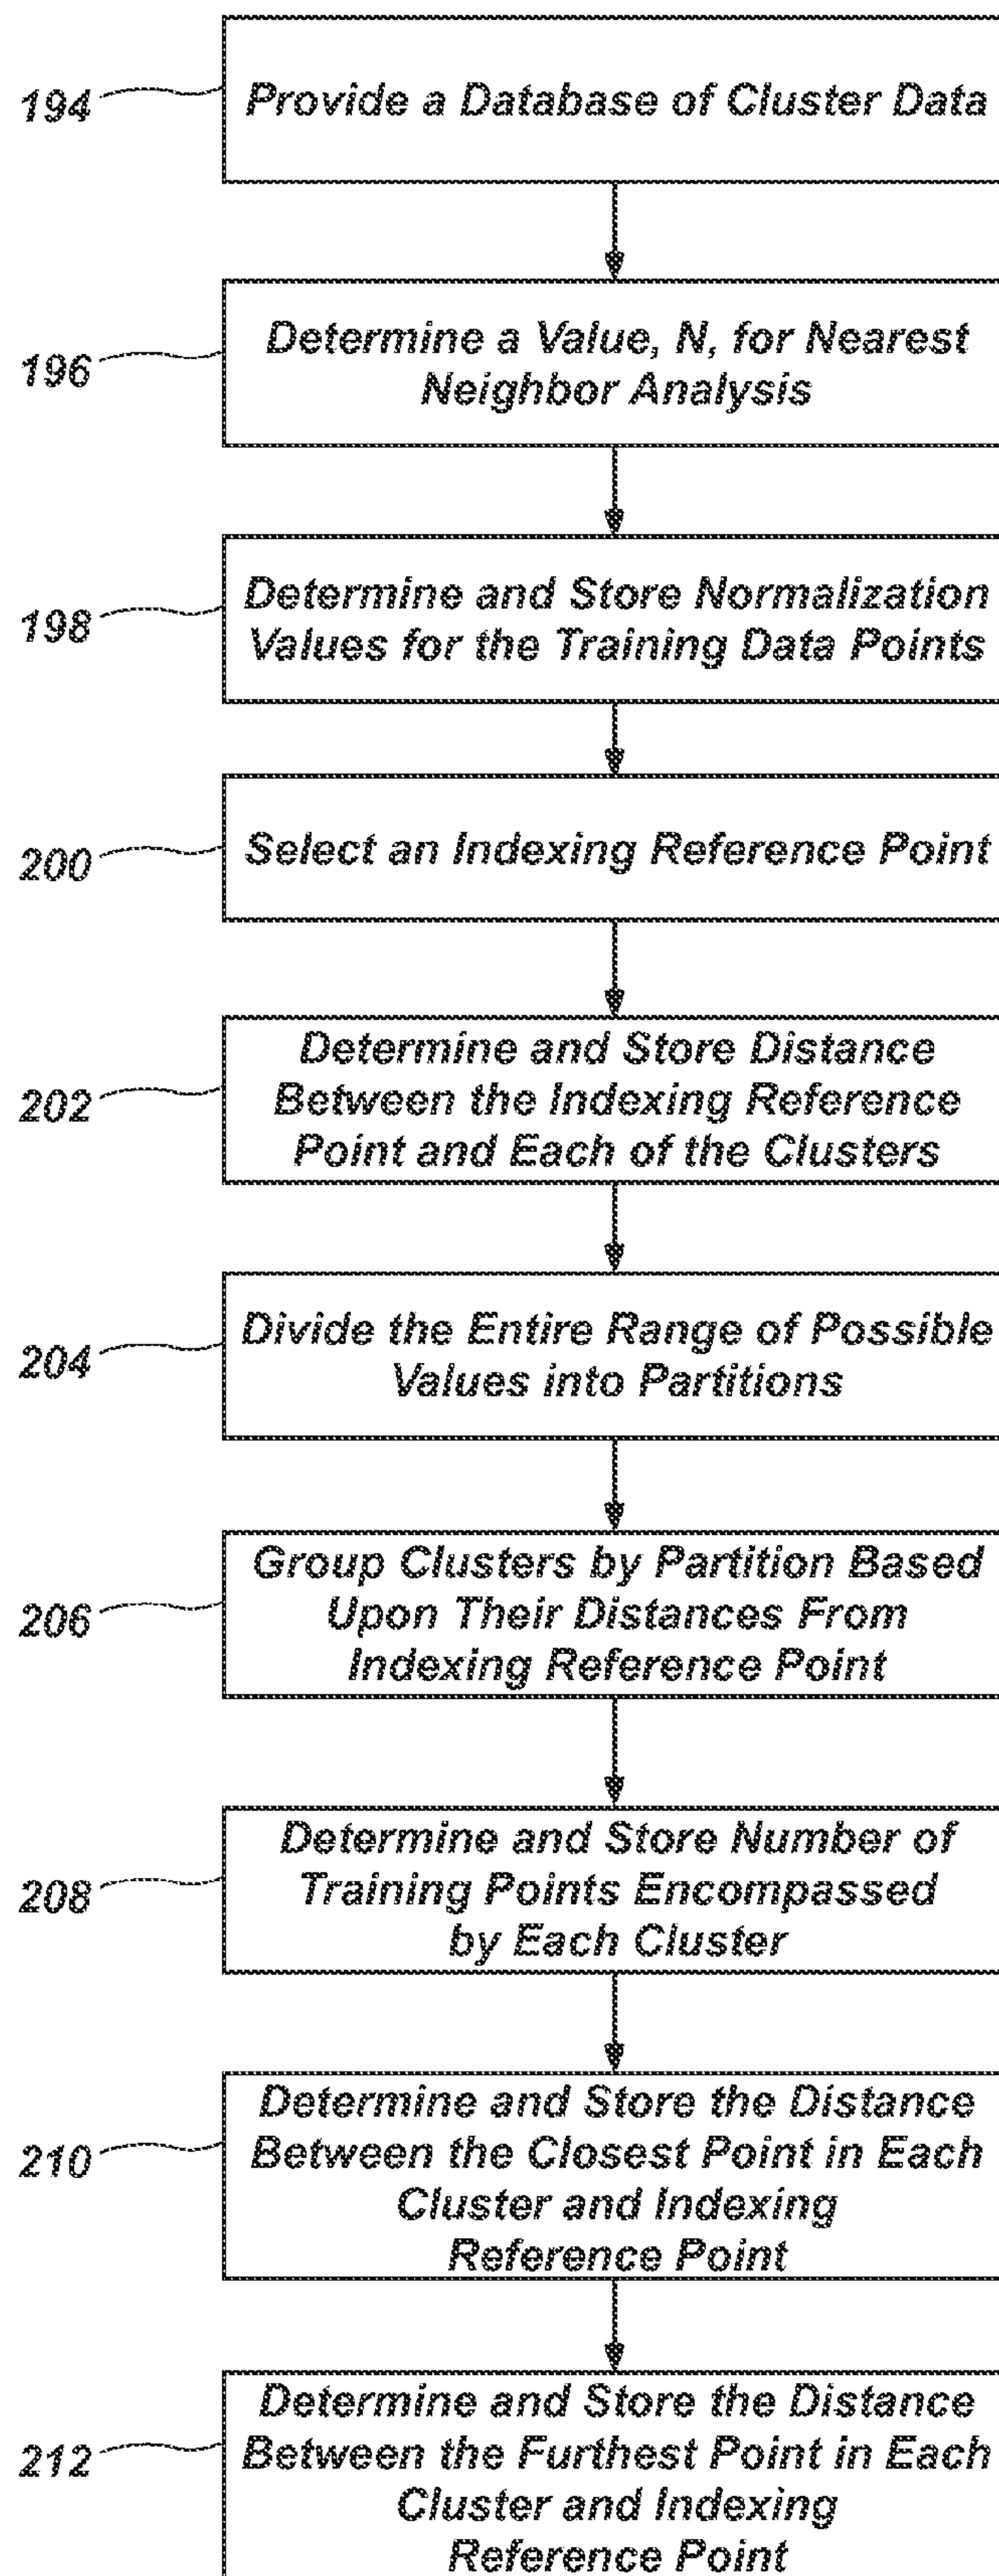 194
Provide a Database of Cluster Data
196
Determine a Value, N, for Nearest
Neighbor Analysis
198
Determine and Store Normalization
Values for the Training Data Points
200
Select an Indexing Reference Point
202
Determine and Store Distance
Between the Indexing Reference
Point and Each of the Clusters
204
Divide the Entire Range of Possible
Values into Partitions
206
Group Clusters by Partition Based
Upon Their Distances From
Indexing Reference Point
208
Determine and Store Number of
Training Points Encompassed
by Each Cluster
210
Determine and Store the Distance
Between the Closest Point in Each
Cluster and Indexing
Reference Point
212
Determine and Store the Distance
Between the Furthest Point in Each
Cluster and Indexing
Reference Point